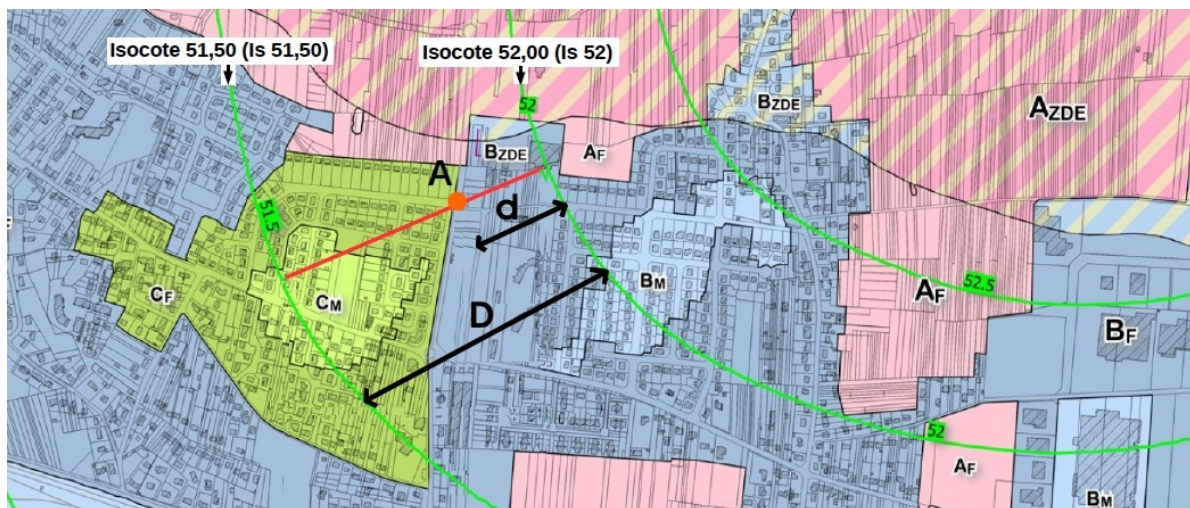 Isocote 51,50 (Is 51,50)
Isocote 52,00 (Is 52)
52
BZDE
AZDE
BZDE
AF
A
d
51.5
F
CF
CM
D
BM
AF
52.5
BF
52
AF
BM